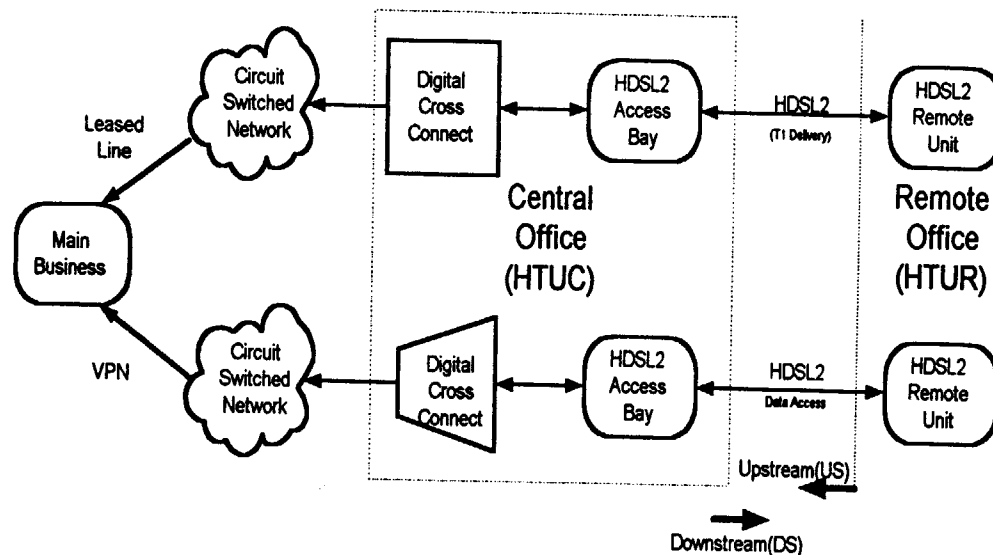 Circuit
Switched
Network
Digital
Cross
Connect
HDSL2
Access
Bay
HDSL2
(T1 Delivery)
HDSL2
Remote
Unit
Leased
Line
Central
Office
(HTUC)
Remote
Office
(HTUR)
Main
Business
VPN
Circuit
Switched
Network
Digital
Cross
Connect
HDSL2
Access
Bay
HDSL2
Data Access
HDSL2
Remote
Unit
Upstream(US)
Downstream(DS)